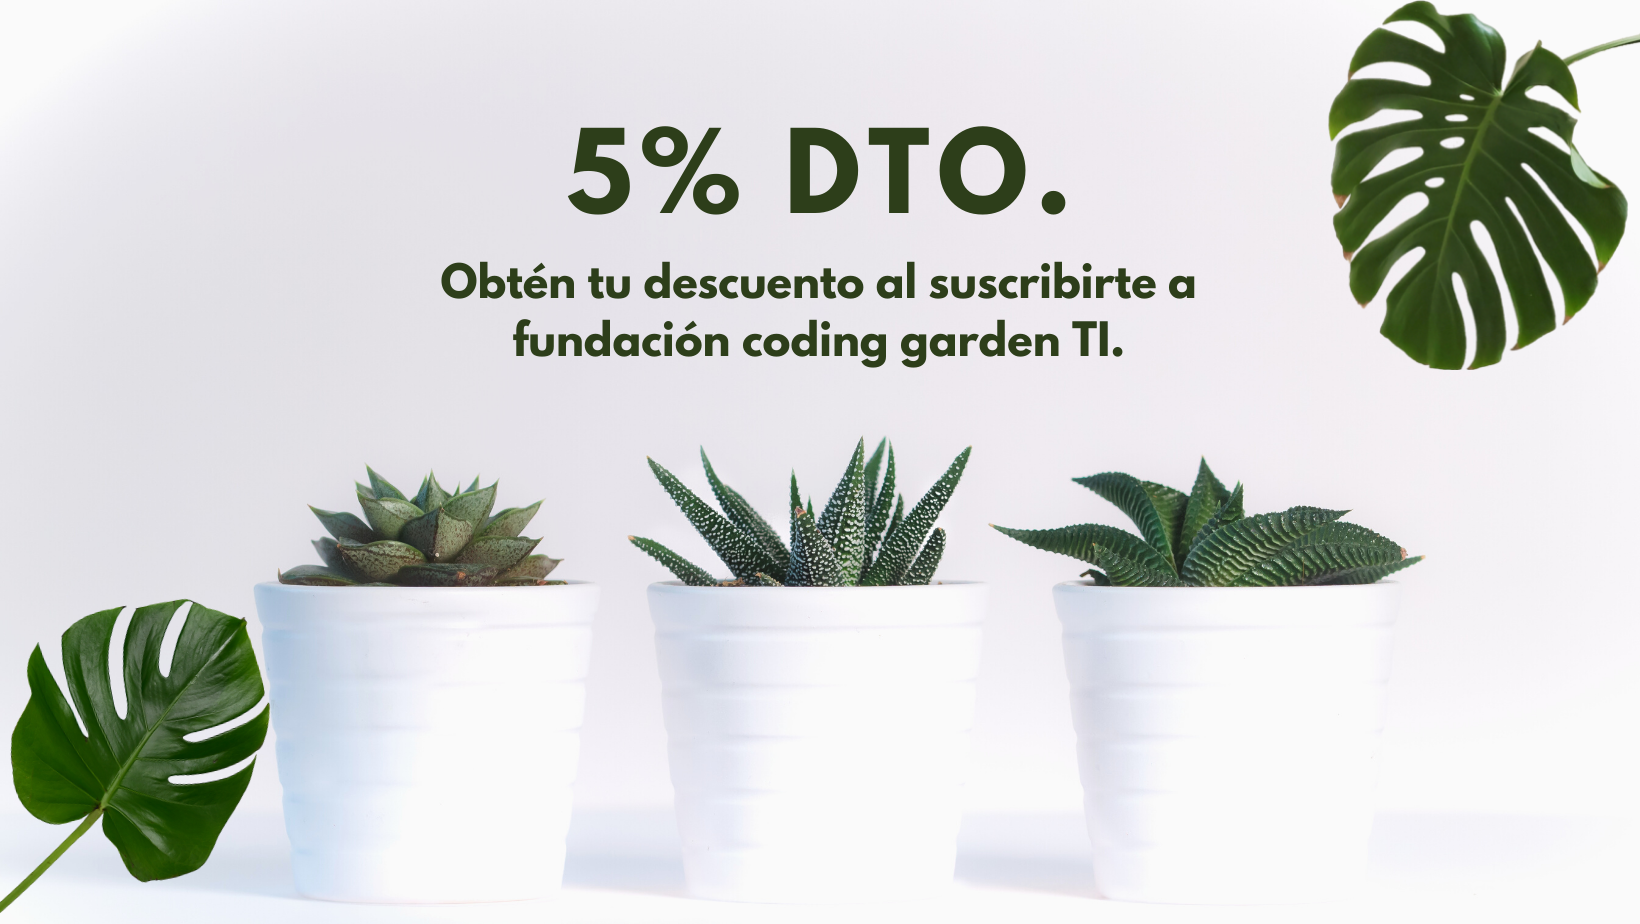 5% DTO.
Obtén tu descuento al suscribirte a
fundación coding garden TI.